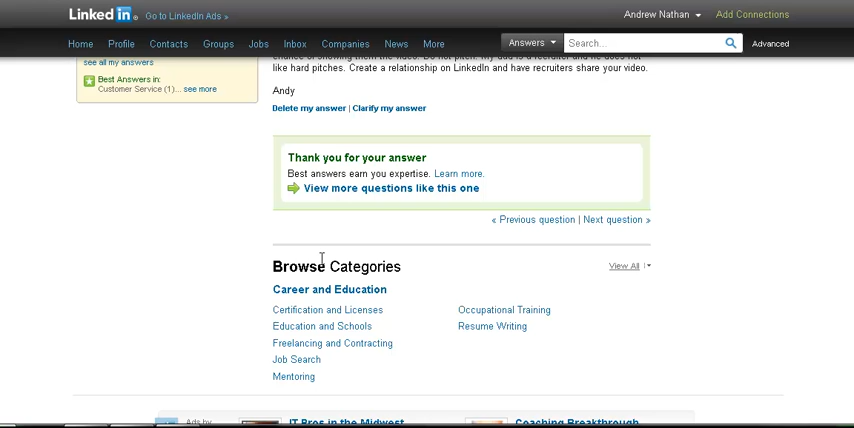 Linked in Go to LinkedIn Ads »
Andrew Nathan
Add Connections
Home Profile Contacts Groups Jobs Inbox Companies News More
Answers Search... Advanced
see all my answers
Best Answers in:
Customer Service (1)... see more
chance of showing them the video. Do not pitch. My dad is a recruiter and he does not
like hard pitches. Create a relationship on LinkedIn and have recruiters share your video.
Andy
Delete my answer | Clarify my answer
Thank you for your answer
Best answers earn you expertise. Learn more.
View more questions like this one
« Previous question | Next question »
Browse Categories
View All
Career and Education
Certification and Licenses
Education and Schools
Freelancing and Contracting
Job Search
Mentoring
Occupational Training
Resume Writing
Ads by
IT Pros in the Midwest
Coaching Breakthrough